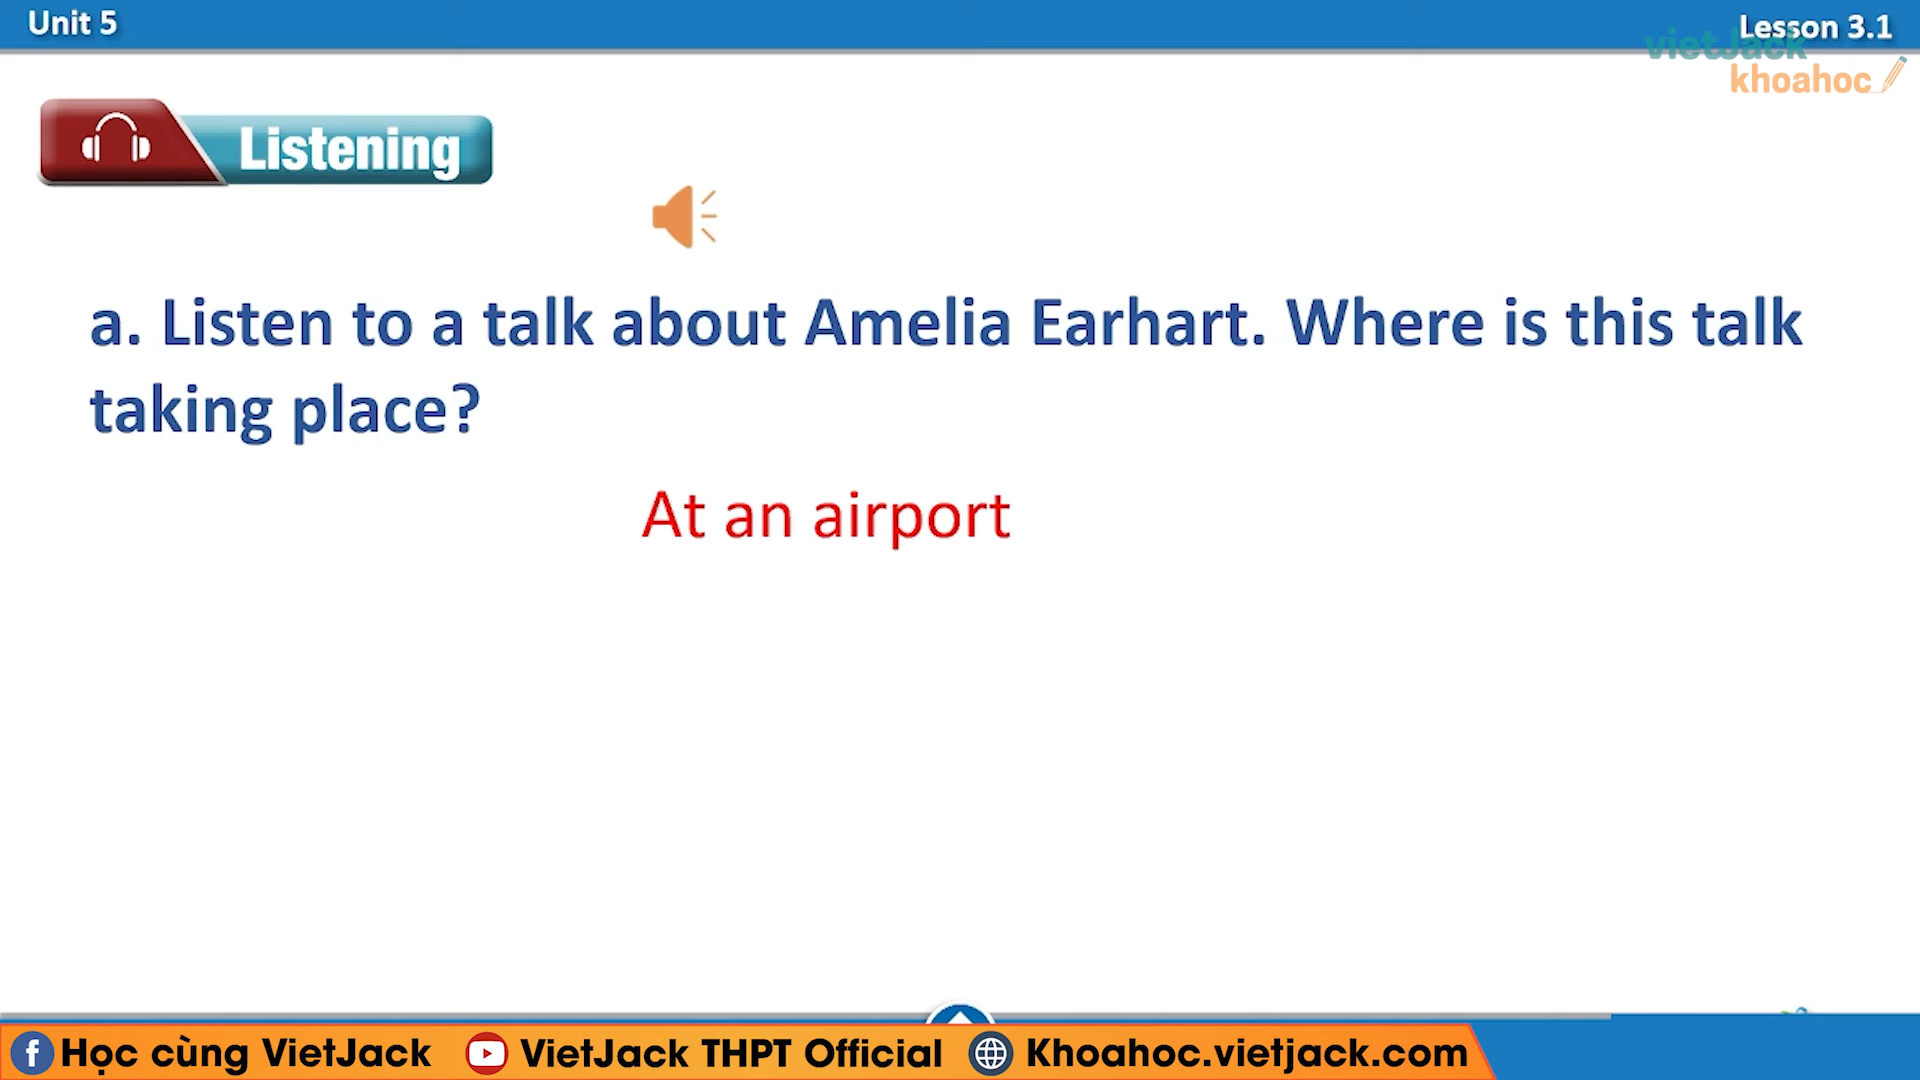 Unit 5
Lesson 3.1
vietJack
khoahoc
Listening
a. Listen to a talk about Amelia Earhart. Where is this talk
taking place?
At an airport
Học cùng VietJack
VietJack THPT Official
Khoahoc.vietjack.com